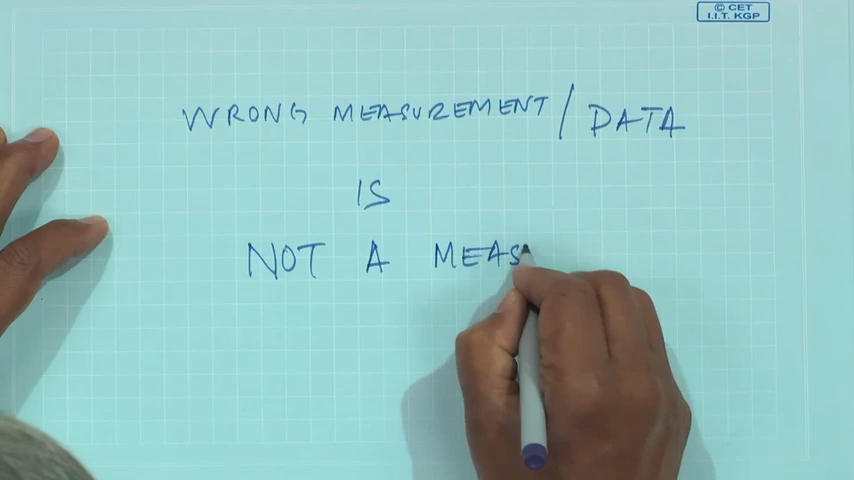 © CET
I.I.T. KGP
WRONG MEASUREMENT / DATA
IS
NOT A MEAS